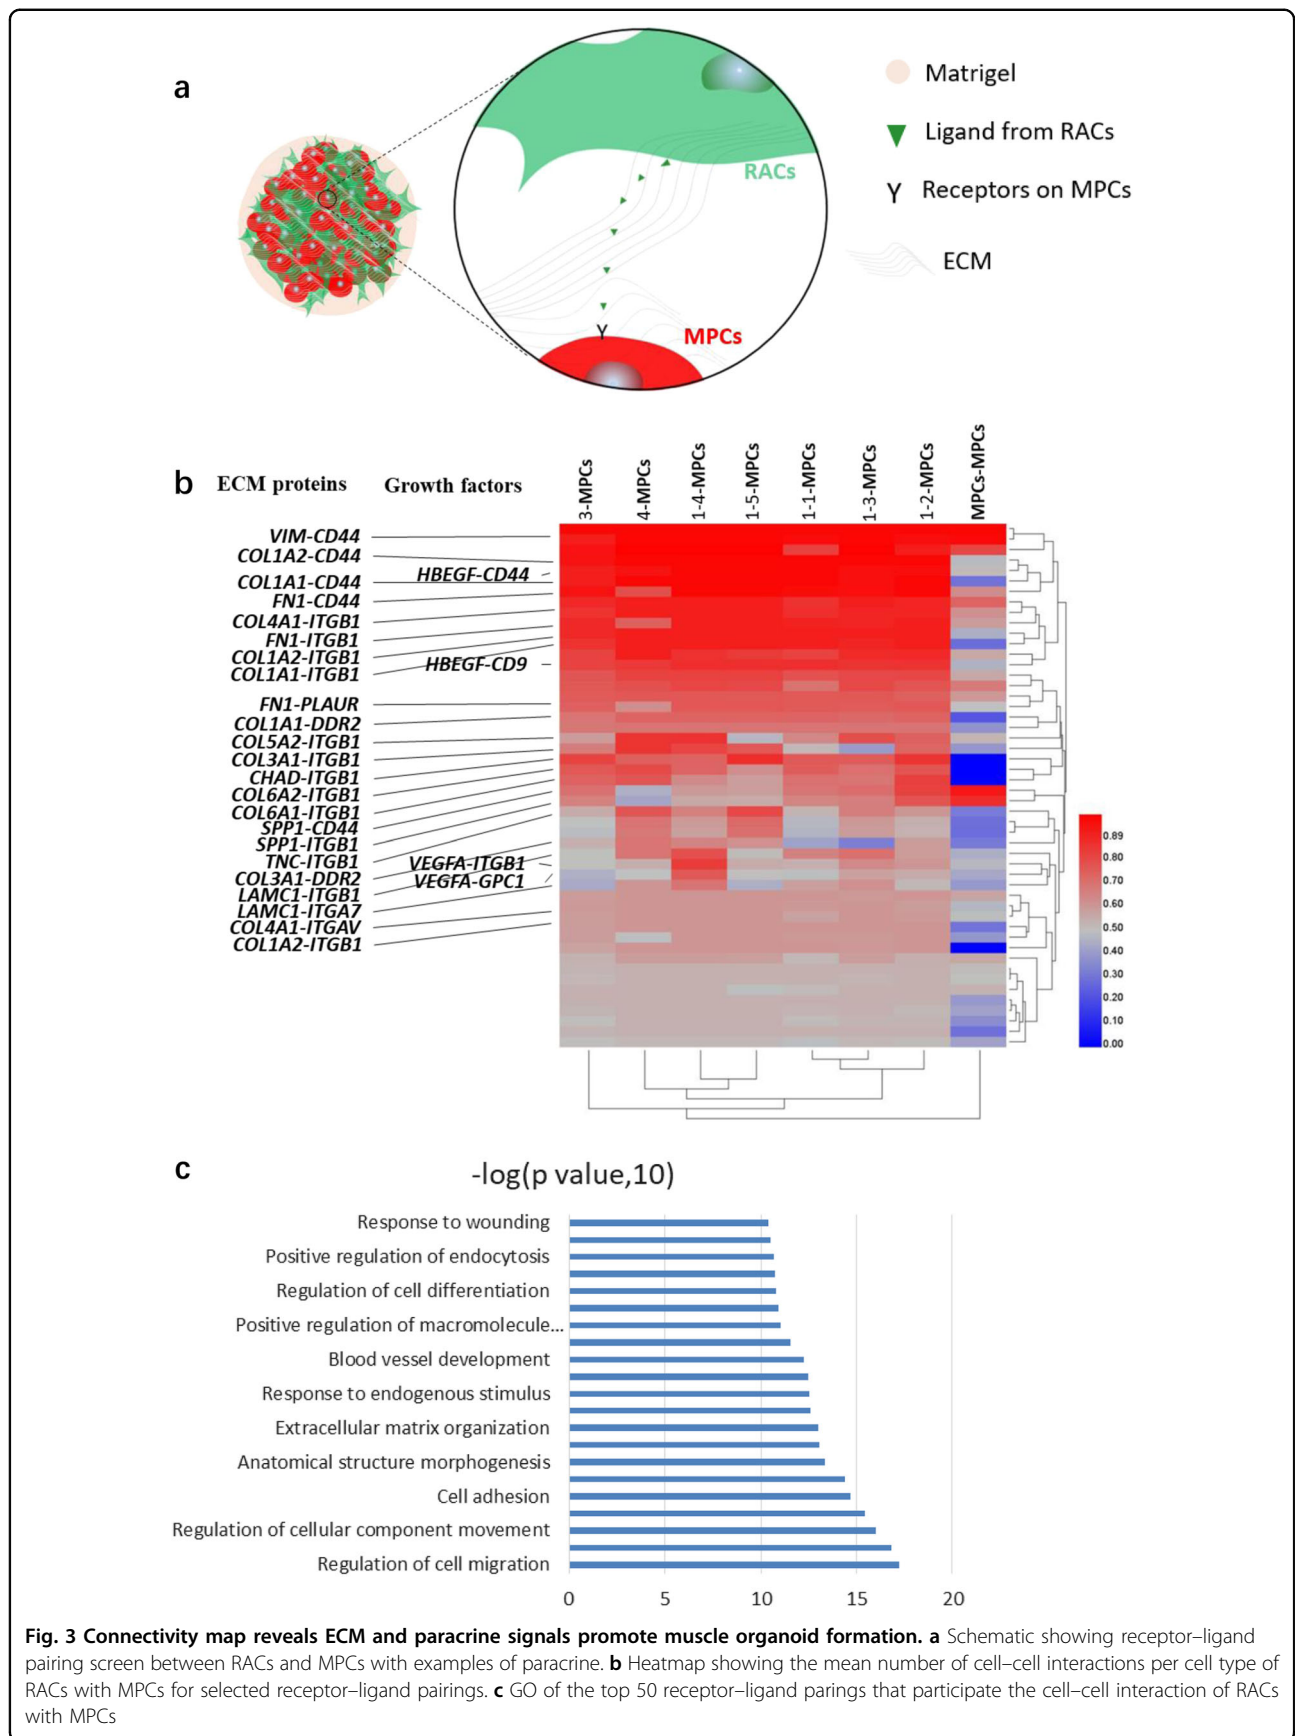 a
Matrigel
Ligand from RACs
Y Receptors on MPCs
ECM
RACs
Y
MPCs
b
ECM proteins
Growth factors
3-MPCs
4-MPCs
1-4-MPCs
1-5-MPCs
1-1-MPCs
1-3-MPCs
1-2-MPCs
MPCs-MPCs
VIM-CD44
COL1A2-CD44
COL1A1-CD44
FN1-CD44
COL4A1-ITGB1
FN1-ITGB1
COL1A2-ITGB1
COL1A1-ITGB1
FN1-PLAUR
COL1A1-DDR2
COL5A2-ITGB1
COL3A1-ITGB1
CHAD-ITGB1
COL6A2-ITGB1
COL6A1-ITGB1
SPP1-CD44
SPP1-ITGB1
TNC-ITGB1
COL3A1-DDR2
LAMC1-ITGB1
LAMC1-ITGA7
COL4A1-ITGAV
COL1A2-ITGB1
HBEGF-CD44
HBEGF-CD9
VEGFA-ITGB1
VEGFA-GPC1
0.89
0.80
0.70
0.60
0.50
0.40
0.30
0.20
0.10
0.00
c
-log(p value,10)
Response to wounding
Positive regulation of endocytosis
Regulation of cell differentiation
Positive regulation of macromolecule...
Blood vessel development
Response to endogenous stimulus
Extracellular matrix organization
Anatomical structure morphogenesis
Cell adhesion
Regulation of cellular component movement
Regulation of cell migration
0 5 10 15 20
Fig. 3 Connectivity map reveals ECM and paracrine signals promote muscle organoid formation. a Schematic showing receptor–ligand
pairing screen between RACs and MPCs with examples of paracrine. b Heatmap showing the mean number of cell–cell interactions per cell type of
RACs with MPCs for selected receptor–ligand pairings. c GO of the top 50 receptor–ligand parings that participate the cell–cell interaction of RACs
with MPCs